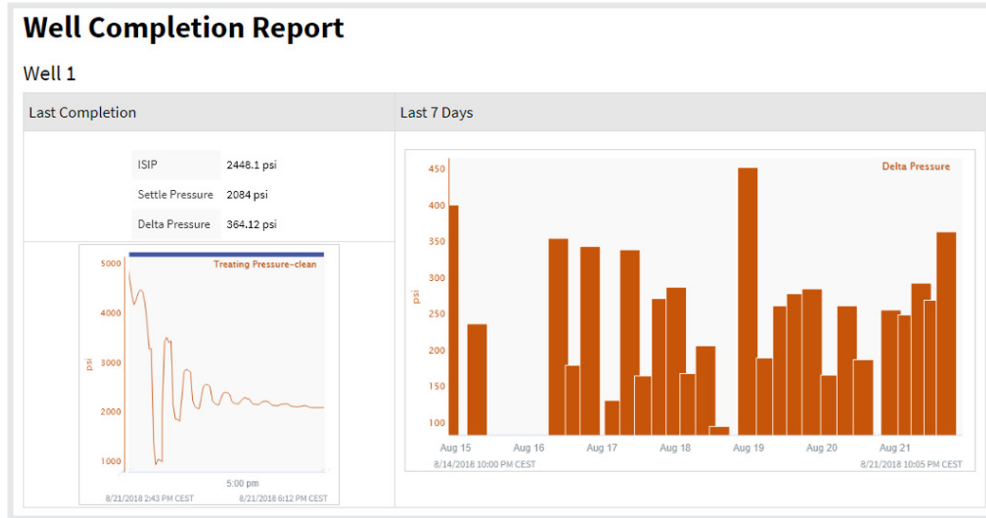 Well Completion Report
Well 1
Last Completion
Last 7 Days
ISIP 2448.1 psi
Settle Pressure 2084 psi
Delta Pressure 364.12 psi
Treating Pressure-clean
5000
4000
3000
2000
1000
psi
5:00 pm
8/21/2018 2:43 PM CEST
8/21/2018 6:12 PM CEST
Delta Pressure
450
400
350
300
250
200
150
100
psi
Aug 15 Aug 16 Aug 17 Aug 18 Aug 19 Aug 20 Aug 21
8/14/2018 10:00 PM CEST
8/21/2018 10:05 PM CEST